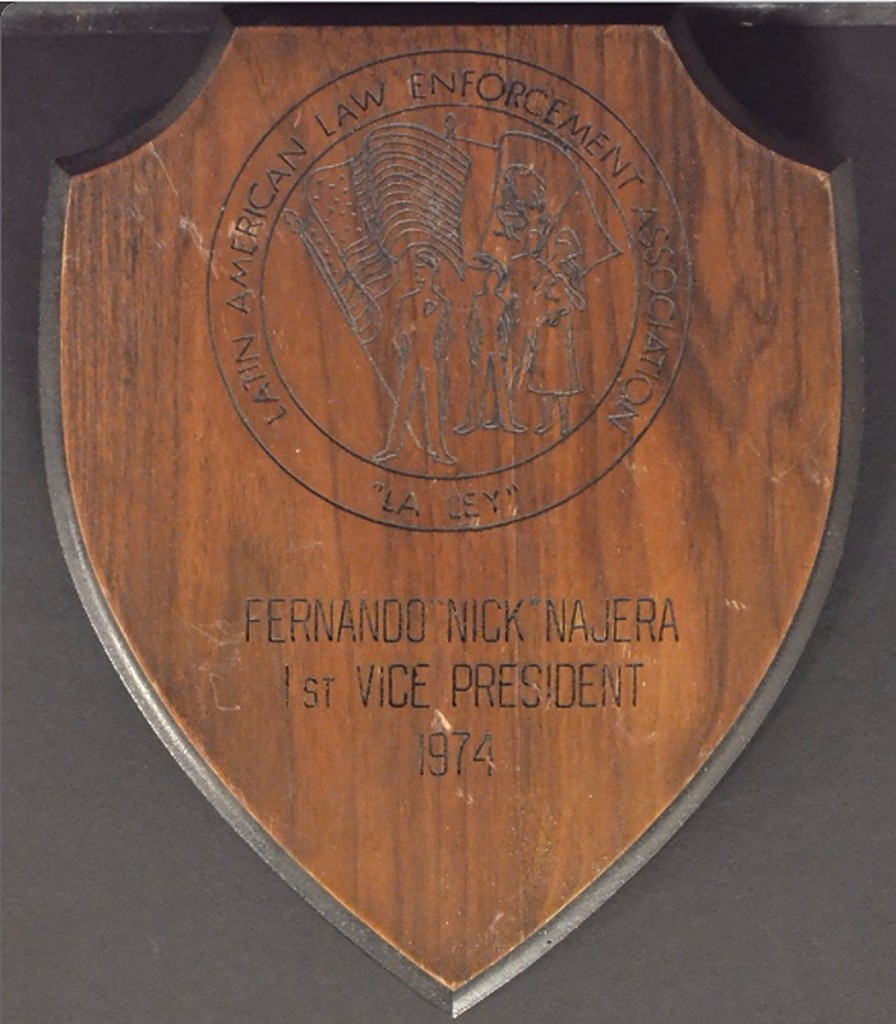 LATIN AMERICAN LAW ENFORCEMENT ASSOCIATION
"LA LEY"
FERNANDO "NICK" NAJERA
1ST VICE PRESIDENT
1974